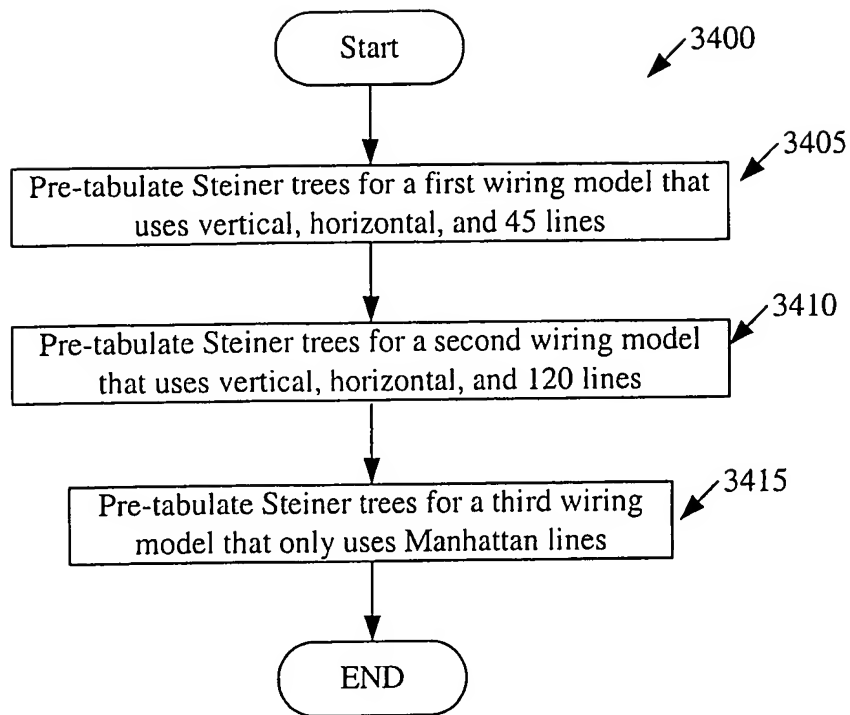 Start
3400
3405
Pre-tabulate Steiner trees for a first wiring model that
uses vertical, horizontal, and 45 lines
3410
Pre-tabulate Steiner trees for a second wiring model
that uses vertical, horizontal, and 120 lines
3415
Pre-tabulate Steiner trees for a third wiring
model that only uses Manhattan lines
END